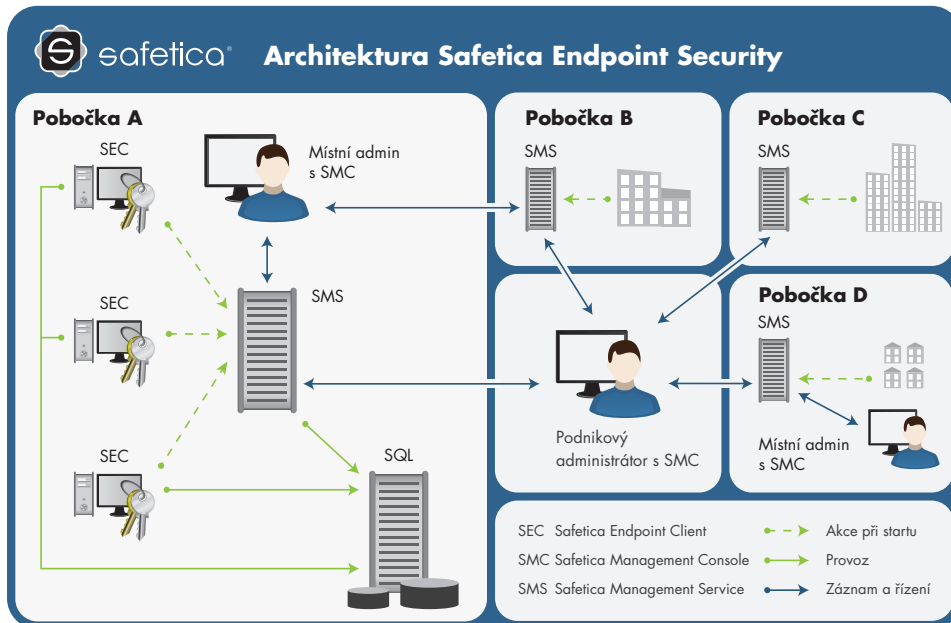 S safetica® Architektura Safetica Endpoint Security
Pobočka A
SEC
Místní admin
s SMC
SEC
SMS
SEC
SQL
Pobočka B
SMS
Pobočka C
SMS
Podnikový
administrátor s SMC
Pobočka D
SMS
Místní admin
s SMC
SEC Safetica Endpoint Client
SMC Safetica Management Console
SMS Safetica Management Service
Akce při startu
Provoz
Záznam a řízení